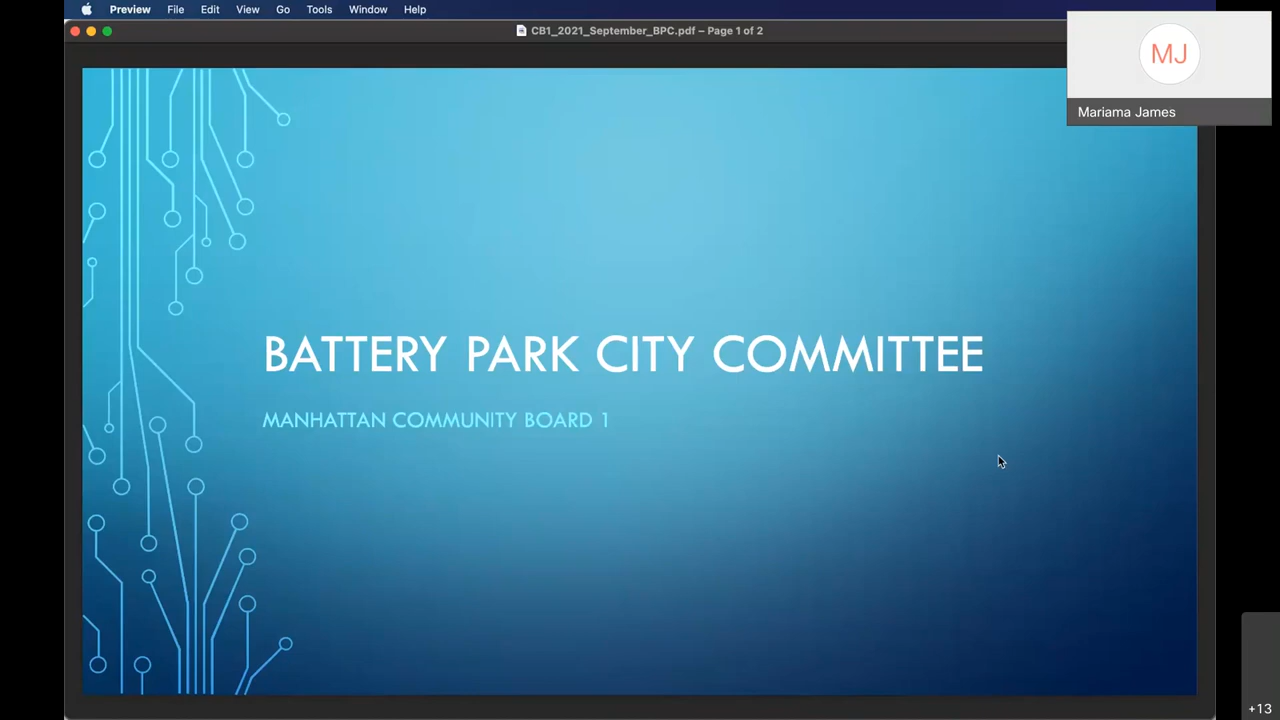 Preview File Edit View Go Tools Window Help
CB1_2021_September_BPC.pdf – Page 1 of 2
MJ
Mariama James
BATTERY PARK CITY COMMITTEE
MANHATTAN COMMUNITY BOARD 1
+13